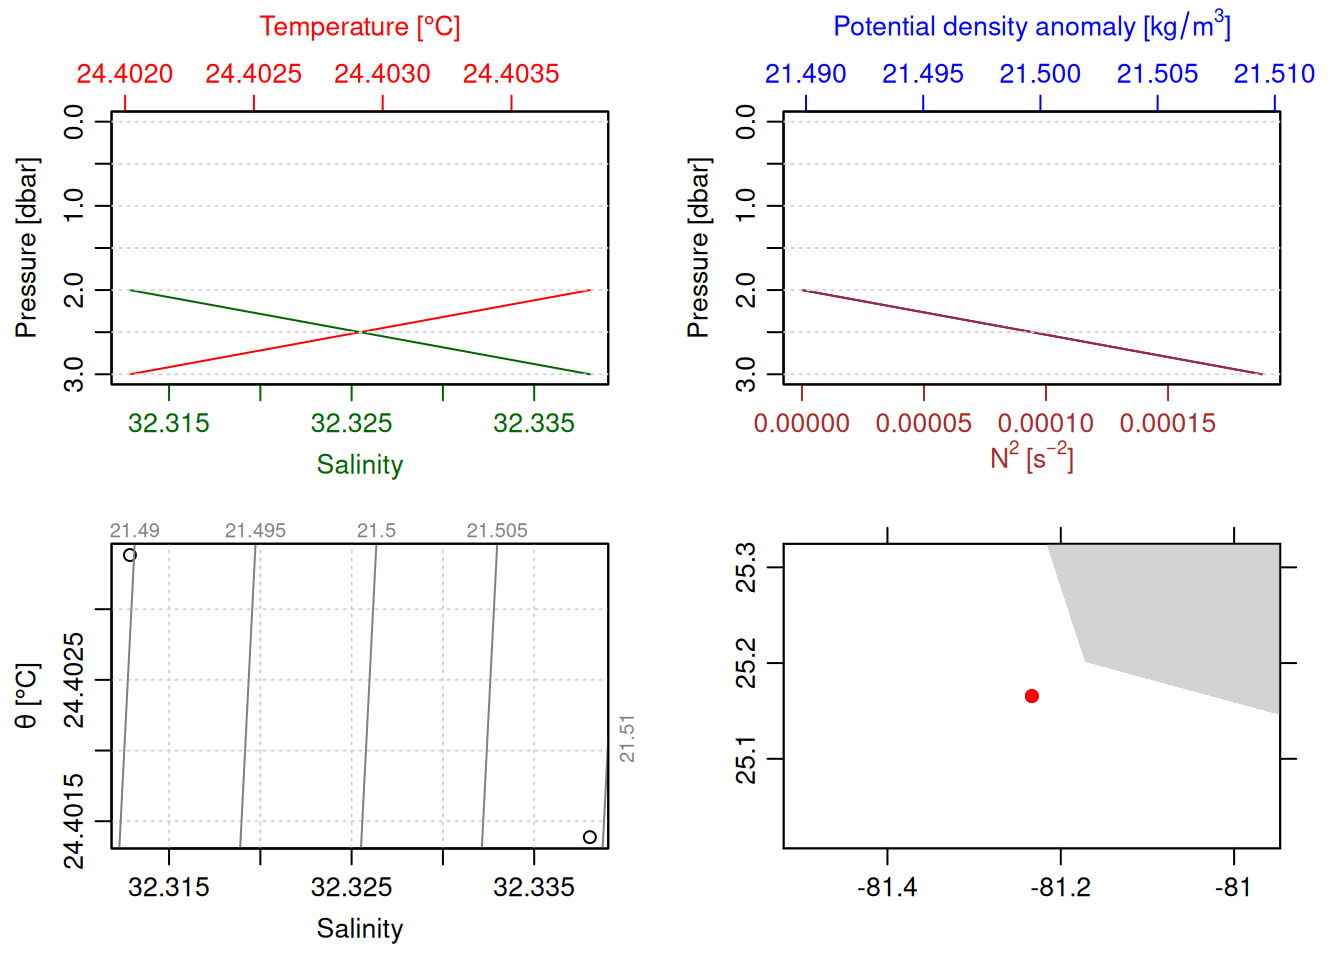 Temperature [°C]
24.4020 24.4025 24.4030 24.4035
Pressure [dbar]
0.0
1.0
2.0
3.0
32.315 32.325 32.335
Salinity
Potential density anomaly [kg/m³]
21.490 21.495 21.500 21.505 21.510
Pressure [dbar]
0.0
1.0
2.0
3.0
0.00000 0.00005 0.00010 0.00015
N² [s⁻²]
21.49 21.495 21.5 21.505
θ [°C]
24.4025
24.4015
21.51
32.315 32.325 32.335
Salinity
25.3
25.2
25.1
-81.4 -81.2 -81